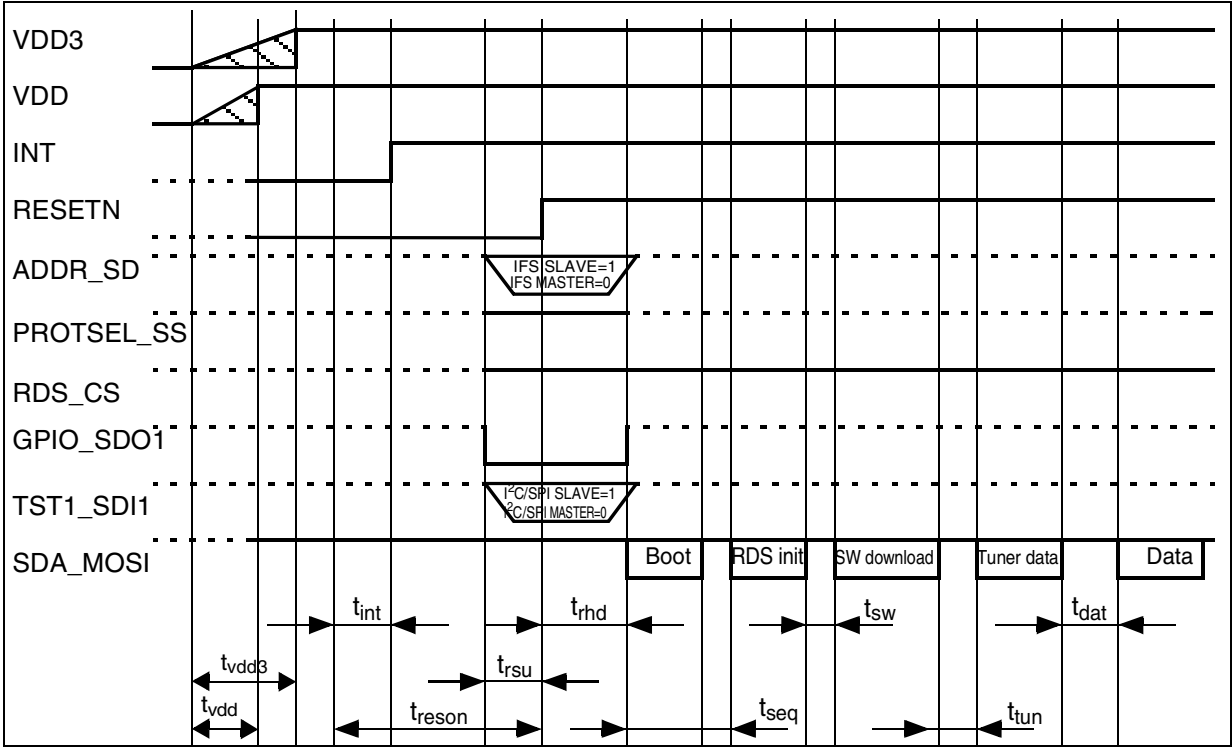 VDD3
VDD
INT
RESETN
ADDR_SD
IFS SLAVE=1
IFS MASTER=0
PROTSEL_SS
RDS_CS
GPIO_SDO1
TST1_SDI1
I²C/SPI SLAVE=1
I²C/SPI MASTER=0
SDA_MOSI
Boot
RDS init
SW download
Tuner data
Data
tint
trhd
tsw
tdat
tvdd3
trsu
tvdd
treson
tseq
ttun